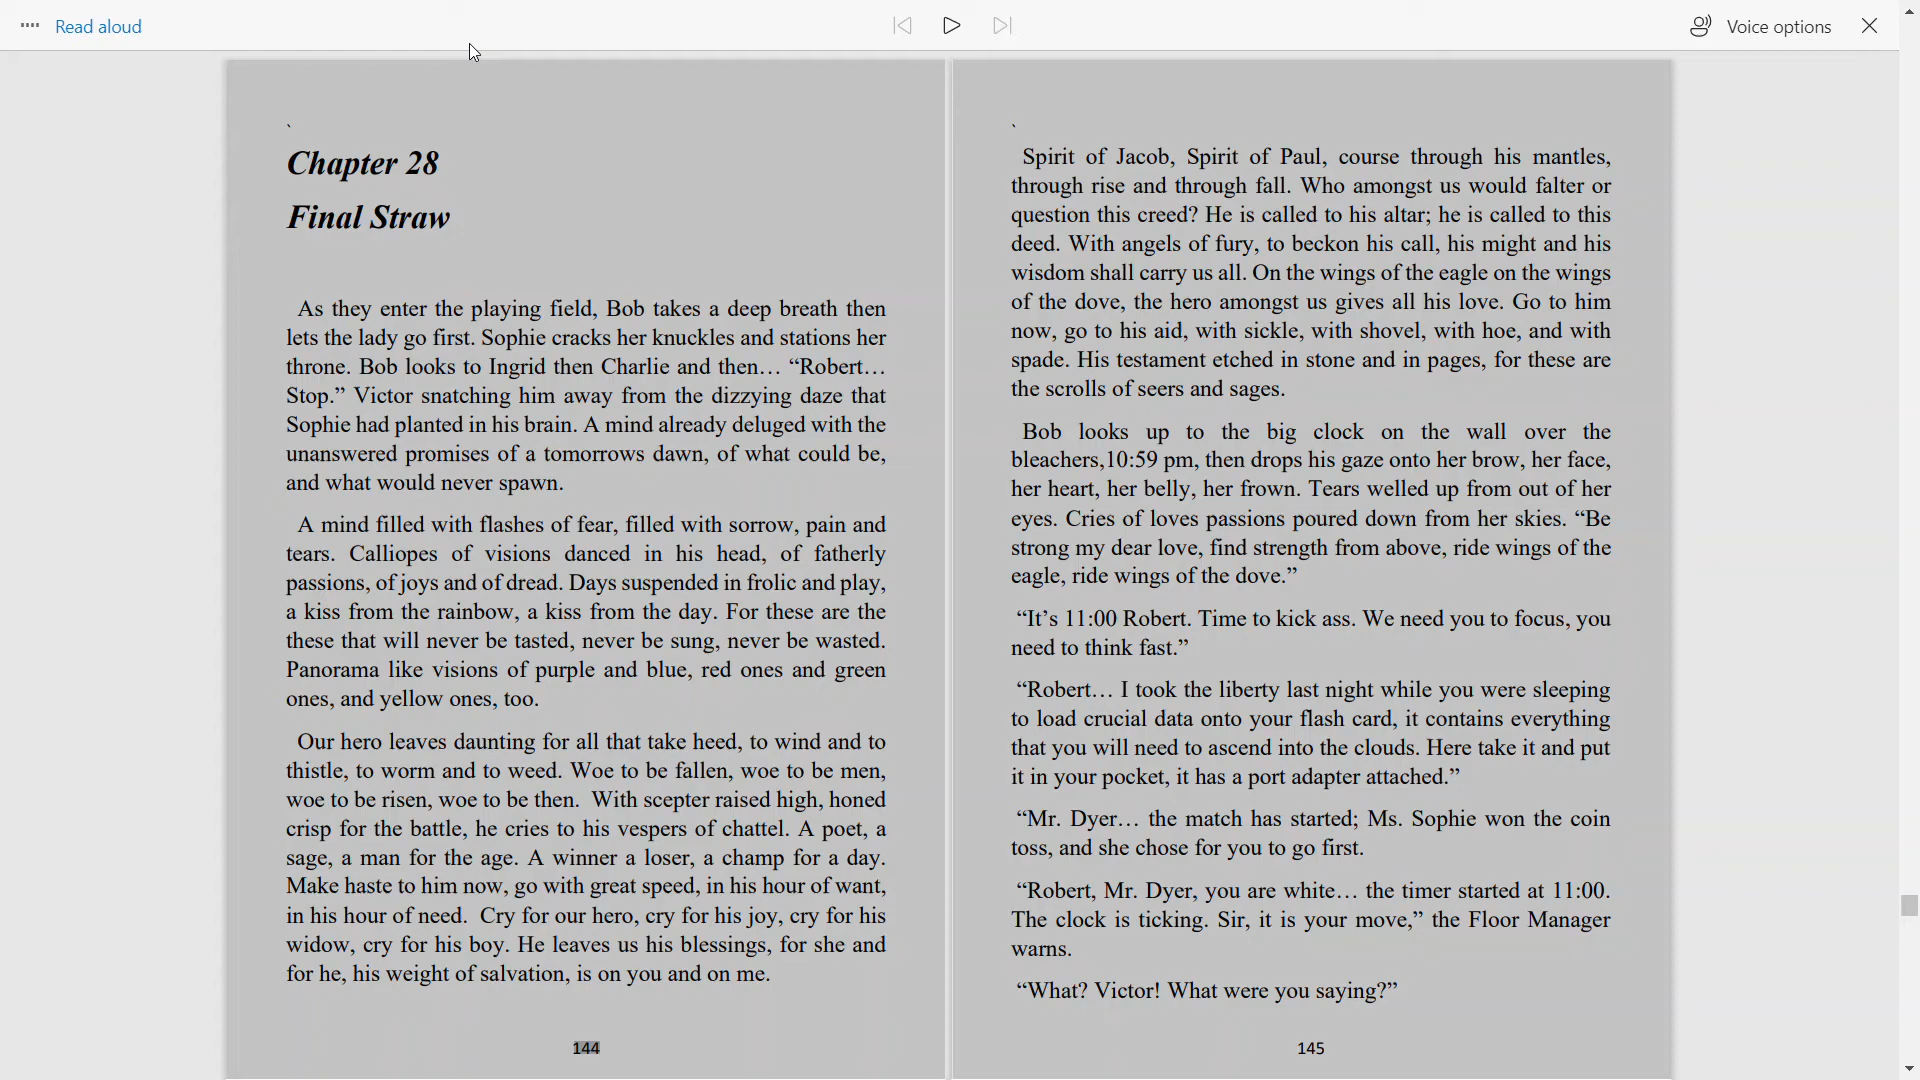 Read aloud
Voice options
`
Chapter 28
Final Straw
As they enter the playing field, Bob takes a deep breath then
lets the lady go first. Sophie cracks her knuckles and stations her
throne. Bob looks to Ingrid then Charlie and then… “Robert…
Stop.” Victor snatching him away from the dizzying daze that
Sophie had planted in his brain. A mind already deluged with the
unanswered promises of a tomorrows dawn, of what could be,
and what would never spawn.
A mind filled with flashes of fear, filled with sorrow, pain and
tears. Calliopes of visions danced in his head, of fatherly
passions, of joys and of dread. Days suspended in frolic and play,
a kiss from the rainbow, a kiss from the day. For these are the
these that will never be tasted, never be sung, never be wasted.
Panorama like visions of purple and blue, red ones and green
ones, and yellow ones, too.
Our hero leaves daunting for all that take heed, to wind and to
thistle, to worm and to weed. Woe to be fallen, woe to be men,
woe to be risen, woe to be then. With scepter raised high, honed
crisp for the battle, he cries to his vespers of chattel. A poet, a
sage, a man for the age. A winner a loser, a champ for a day.
Make haste to him now, go with great speed, in his hour of want,
in his hour of need. Cry for our hero, cry for his joy, cry for his
widow, cry for his boy. He leaves us his blessings, for she and
for he, his weight of salvation, is on you and on me.
144
`
Spirit of Jacob, Spirit of Paul, course through his mantles,
through rise and through fall. Who amongst us would falter or
question this creed? He is called to his altar; he is called to this
deed. With angels of fury, to beckon his call, his might and his
wisdom shall carry us all. On the wings of the eagle on the wings
of the dove, the hero amongst us gives all his love. Go to him
now, go to his aid, with sickle, with shovel, with hoe, and with
spade. His testament etched in stone and in pages, for these are
the scrolls of seers and sages.
Bob looks up to the big clock on the wall over the
bleachers,10:59 pm, then drops his gaze onto her brow, her face,
her heart, her belly, her frown. Tears welled up from out of her
eyes. Cries of loves passions poured down from her skies. “Be
strong my dear love, find strength from above, ride wings of the
eagle, ride wings of the dove.”
“It’s 11:00 Robert. Time to kick ass. We need you to focus, you
need to think fast.”
“Robert… I took the liberty last night while you were sleeping
to load crucial data onto your flash card, it contains everything
that you will need to ascend into the clouds. Here take it and put
it in your pocket, it has a port adapter attached.”
“Mr. Dyer… the match has started; Ms. Sophie won the coin
toss, and she chose for you to go first.
“Robert, Mr. Dyer, you are white… the timer started at 11:00.
The clock is ticking. Sir, it is your move,” the Floor Manager
warns.
“What? Victor! What were you saying?”
145